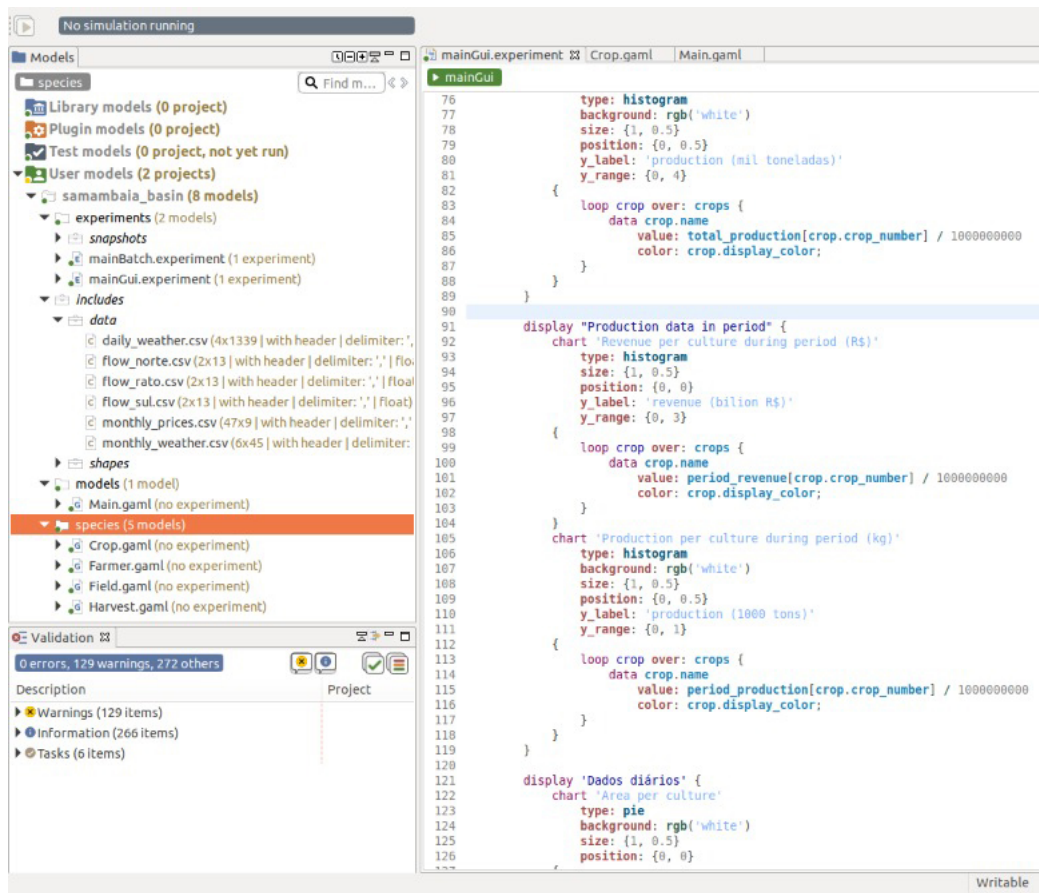 No simulation running
Models
species
Find m...
Library models (0 project)
Plugin models (0 project)
Test models (0 project, not yet run)
User models (2 projects)
samambaia_basin (8 models)
experiments (2 models)
snapshots
mainBatch.experiment (1 experiment)
mainGui.experiment (1 experiment)
includes
data
daily_weather.csv (4x1339 | with header | delimiter: ',
flow_norte.csv (2x13 | with header | delimiter: ',' | floa
flow_rato.csv (2x13 | with header | delimiter: ',' | float
flow_sul.csv (2x13 | with header | delimiter: ',' | float)
monthly_prices.csv (47x9 | with header | delimiter: ','
monthly_weather.csv (6x45 | with header | delimiter:
shapes
models (1 model)
Main.gaml (no experiment)
species (5 models)
Crop.gaml (no experiment)
Farmer.gaml (no experiment)
Field.gaml (no experiment)
Harvest.gaml (no experiment)
Validation
0 errors, 129 warnings, 272 others
Description Project
Warnings (129 items)
Information (266 items)
Tasks (6 items)
mainGui.experiment Crop.gaml Main.gaml
mainGui
76 type: histogram
77 background: rgb('white')
78 size: {1, 0.5}
79 position: {0, 0.5}
80 y_label: 'production (mil toneladas)'
81 y_range: {0, 4}
82 {
83 loop crop over: crops {
84 data crop.name
85 value: total_production[crop.crop_number] / 1000000000
86 color: crop.display_color;
87 }
88 }
89 }
90
91 display "Production data in period" {
92 chart 'Revenue per culture during period (R$)'
93 type: histogram
94 size: {1, 0.5}
95 position: {0, 0}
96 y_label: 'revenue (bilion R$)'
97 y_range: {0, 3}
98 {
99 loop crop over: crops {
100 data crop.name
101 value: period_revenue[crop.crop_number] / 1000000000
102 color: crop.display_color;
103 }
104 }
105 chart 'Production per culture during period (kg)'
106 type: histogram
107 background: rgb('white')
108 size: {1, 0.5}
109 position: {0, 0.5}
110 y_label: 'production (1000 tons)'
111 y_range: {0, 1}
112 {
113 loop crop over: crops {
114 data crop.name
115 value: period_production[crop.crop_number] / 1000000000
116 color: crop.display_color;
117 }
118 }
119 }
120
121 display 'Dados diários' {
122 chart 'Area per culture'
123 type: pie
124 background: rgb('white')
125 size: {1, 0.5}
126 position: {0, 0}
Writable